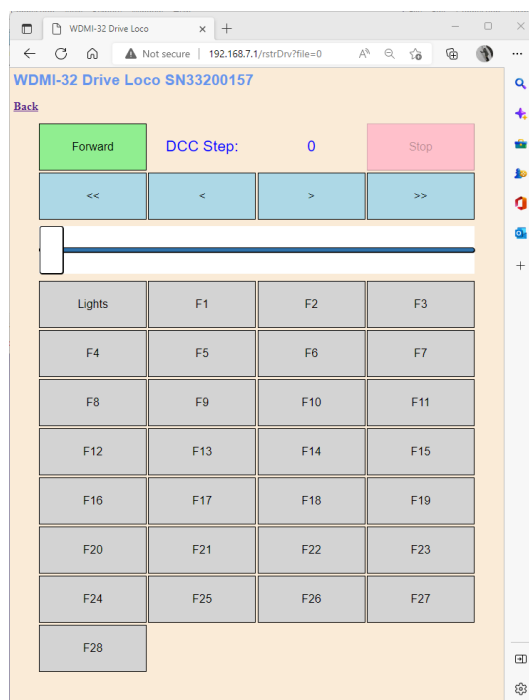 WDMI-32 Drive Loco
Not secure | 192.168.7.1/rstrDrv?file=0
WDMI-32 Drive Loco SN33200157
Back
Forward DCC Step: 0 Stop
<< < > >>
Lights F1 F2 F3
F4 F5 F6 F7
F8 F9 F10 F11
F12 F13 F14 F15
F16 F17 F18 F19
F20 F21 F22 F23
F24 F25 F26 F27
F28